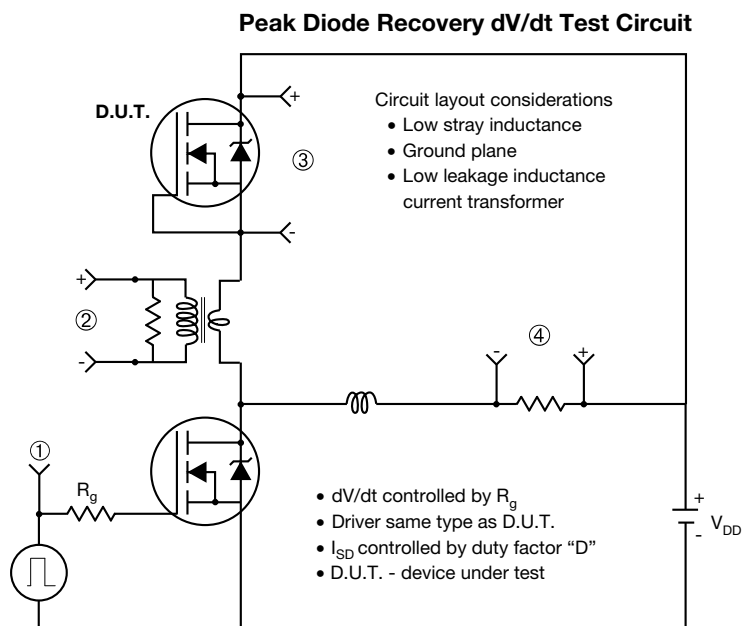 Peak Diode Recovery dV/dt Test Circuit
D.U.T.
+
-
③
Circuit layout considerations
• Low stray inductance
• Ground plane
• Low leakage inductance
current transformer
+
②
-
-
④
+
①
Rg
• dV/dt controlled by Rg
• Driver same type as D.U.T.
• ISD controlled by duty factor “D”
• D.U.T. - device under test
+
-
VDD